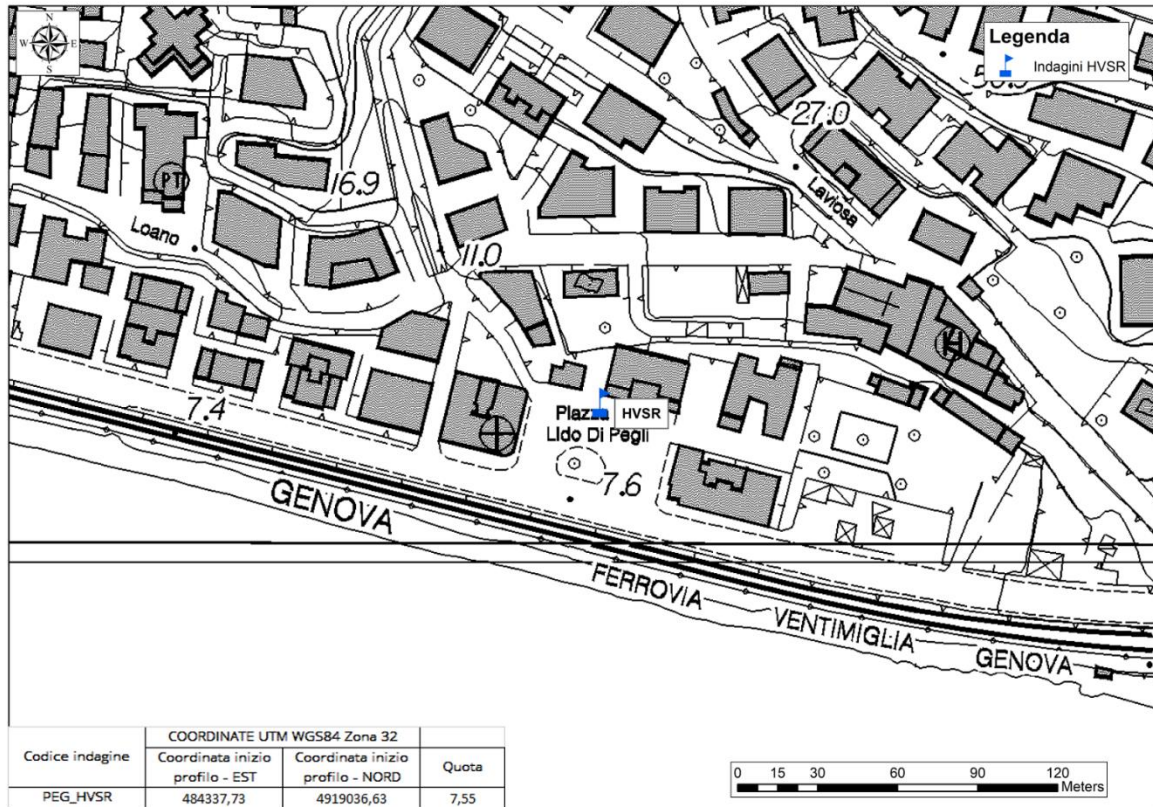 N
W E
S
Legenda
Indagini HVSR
27.0
PT
16.9
Laviosa
Loano
11.0
H
7.4
Piazza HVSR
Lido Di Pegli
7.6
GENOVA
FERROVIA
VENTIMIGLIA
GENOVA
Codice indagine
COORDINATE UTM WGS84 Zona 32
Coordinata inizio profilo - EST
Coordinata inizio profilo - NORD
Quota
PEG_HVSR 484337,73 4919036,63 7,55
0 15 30 60 90 120
Meters